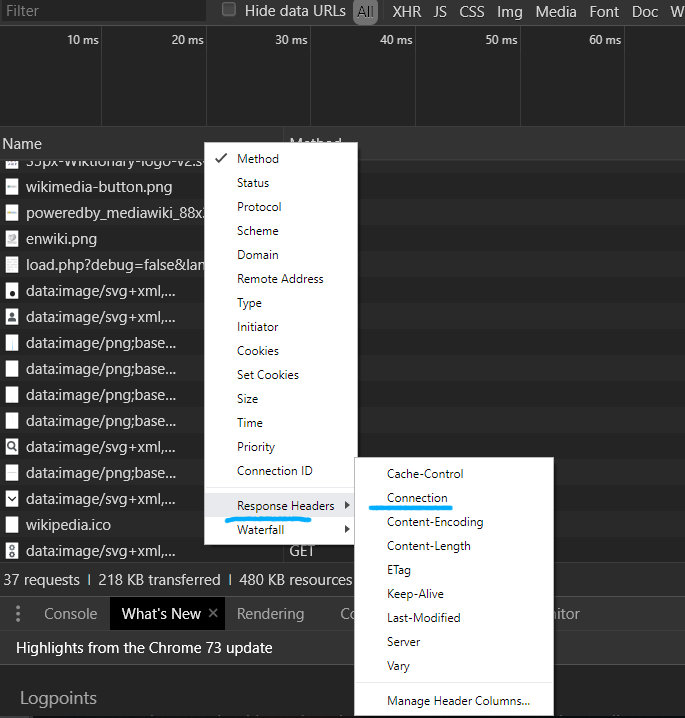 Filter Hide data URLs All XHR JS CSS Img Media Font Doc W
10 ms 20 ms 30 ms 40 ms 50 ms 60 ms
Name Method
35px-Wiktionary-logo-v2.s
wikimedia-button.png
poweredby_mediawiki_88x3
enwiki.png
load.php?debug=false&lan
data:image/svg+xml,...
data:image/svg+xml,...
data:image/png;base...
data:image/png;base...
data:image/png;base...
data:image/png;base...
data:image/svg+xml,...
data:image/png;base...
data:image/svg+xml,...
wikipedia.ico
data:image/svg+xml,... GET
Method
Status
Protocol
Scheme
Domain
Remote Address
Type
Initiator
Cookies
Set Cookies
Size
Time
Priority
Connection ID
Response Headers
Waterfall
Cache-Control
Connection
Content-Encoding
Content-Length
ETag
Keep-Alive
Last-Modified
Server
Vary
Manage Header Columns...
37 requests 218 KB transferred 480 KB resources
Console What's New Rendering Co nitor
Highlights from the Chrome 73 update
Logpoints